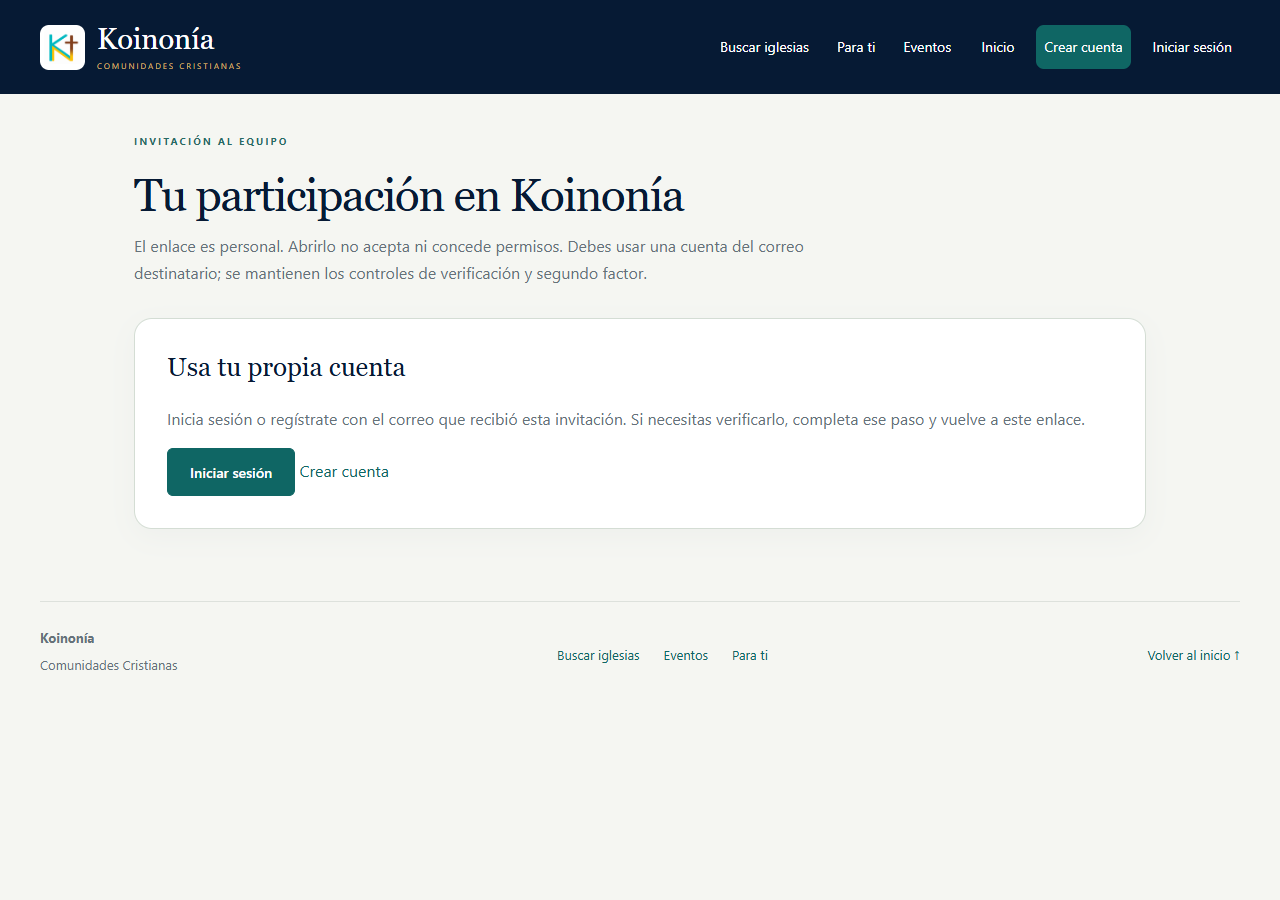 Koinonía
COMUNIDADES CRISTIANAS
Buscar iglesias
Para ti
Eventos
Inicio
Crear cuenta
Iniciar sesión
INVITACIÓN AL EQUIPO
Tu participación en Koinonía
El enlace es personal. Abrirlo no acepta ni concede permisos. Debes usar una cuenta del correo
destinatario; se mantienen los controles de verificación y segundo factor.
Usa tu propia cuenta
Inicia sesión o regístrate con el correo que recibió esta invitación. Si necesitas verificarlo, completa ese paso y vuelve a este enlace.
Iniciar sesión
Crear cuenta
Koinonía
Comunidades Cristianas
Buscar iglesias
Eventos
Para ti
Volver al inicio ↑